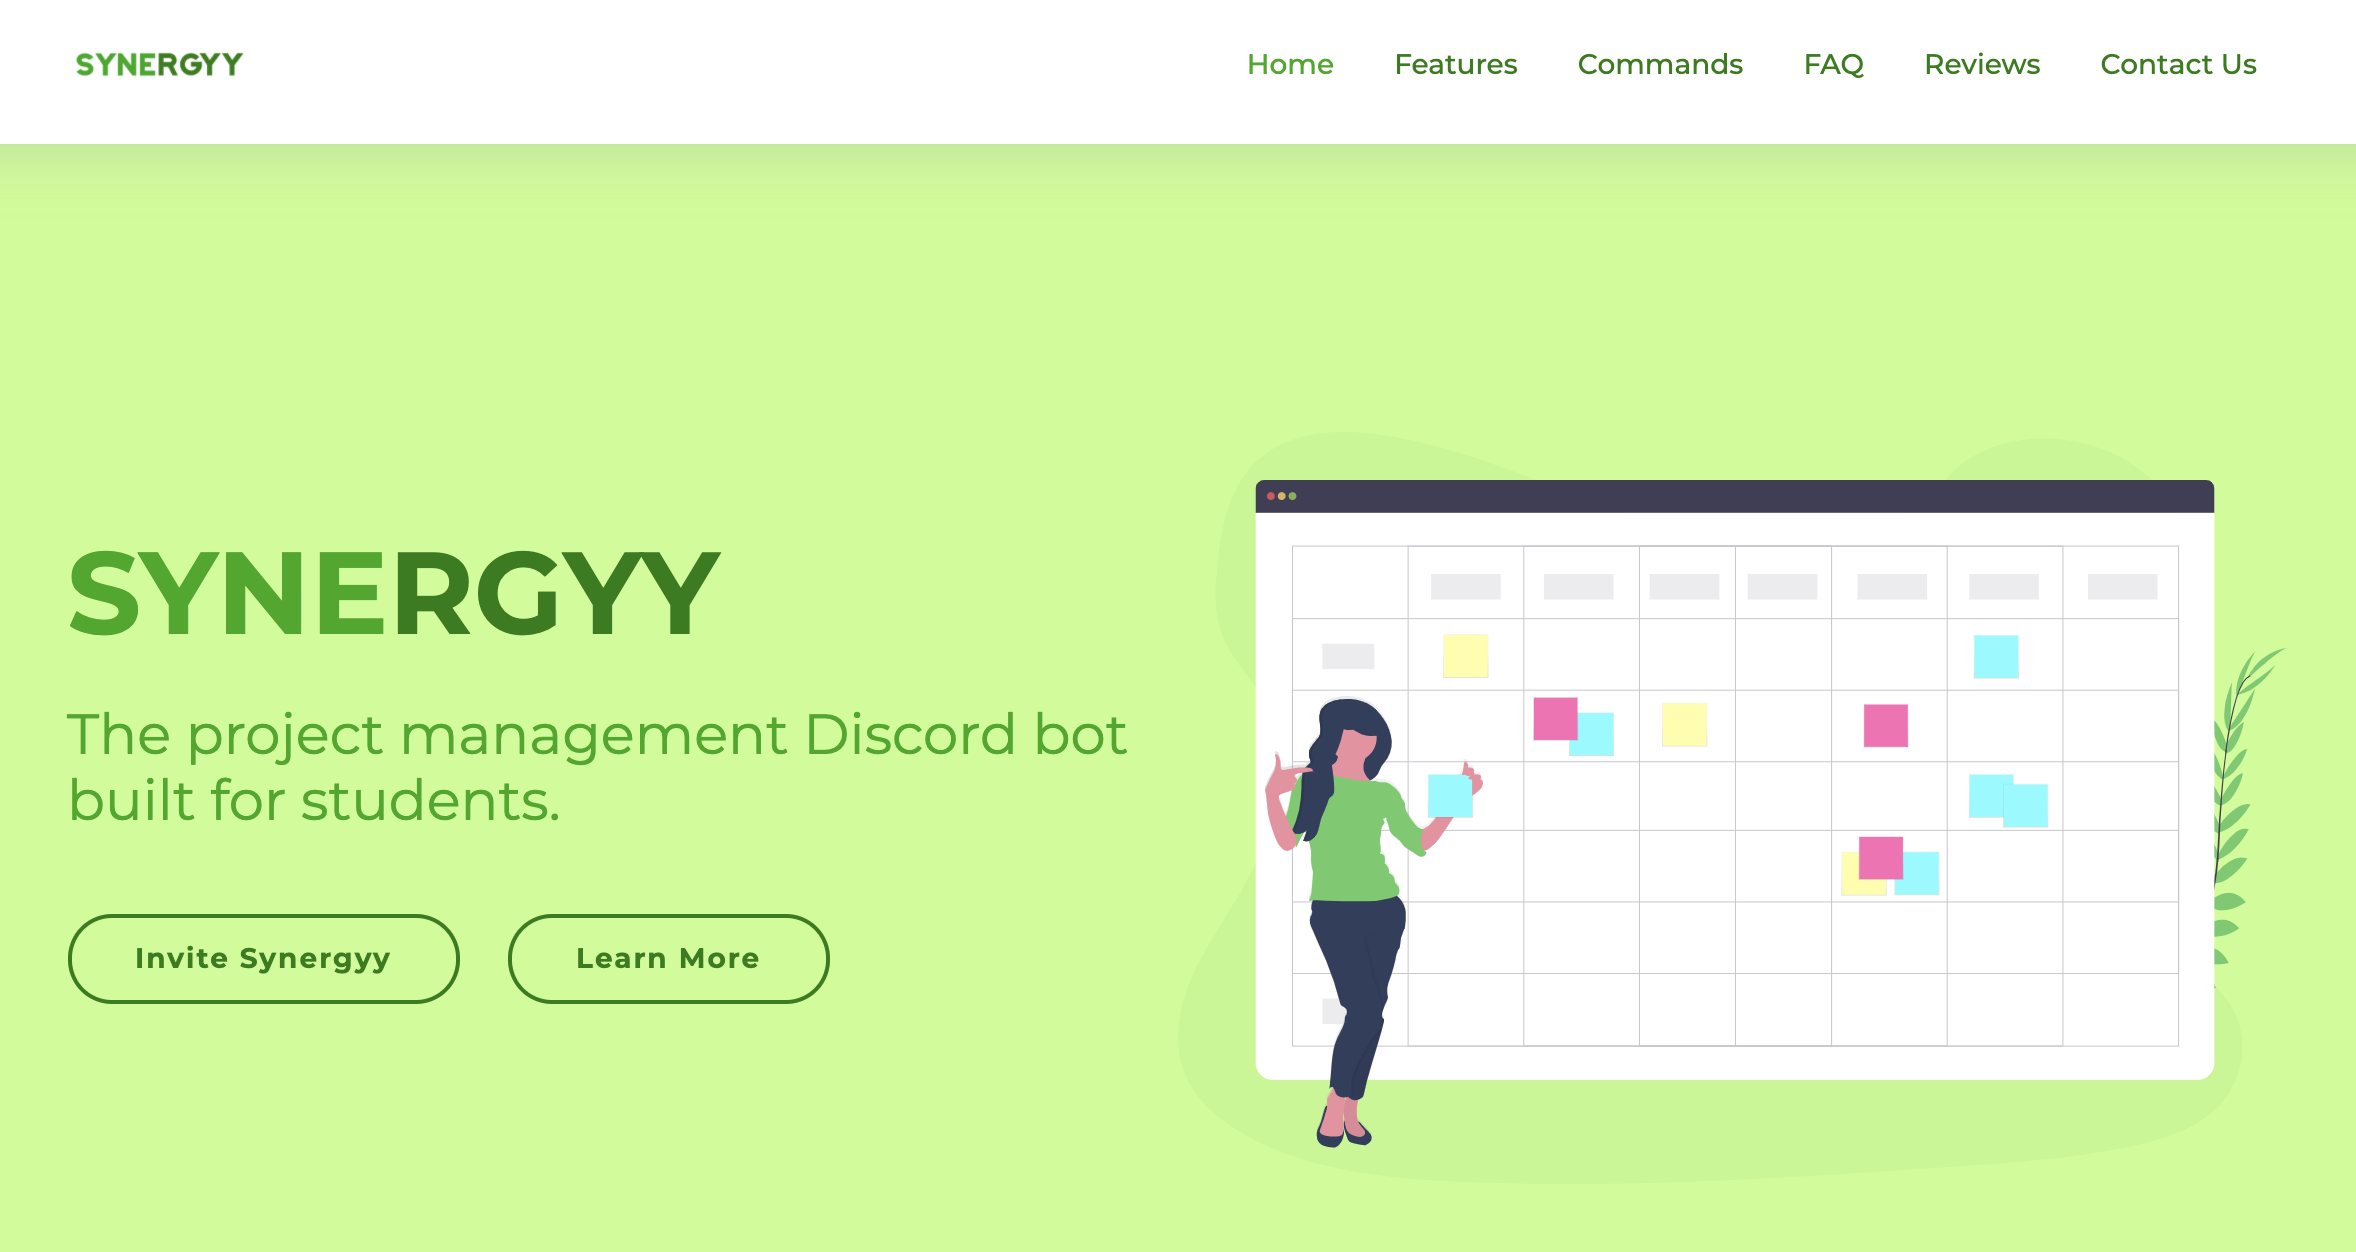 SYNERGYY
Home Features Commands FAQ Reviews Contact Us
SYNERGYY
The project management Discord bot
built for students.
Invite Synergyy Learn More